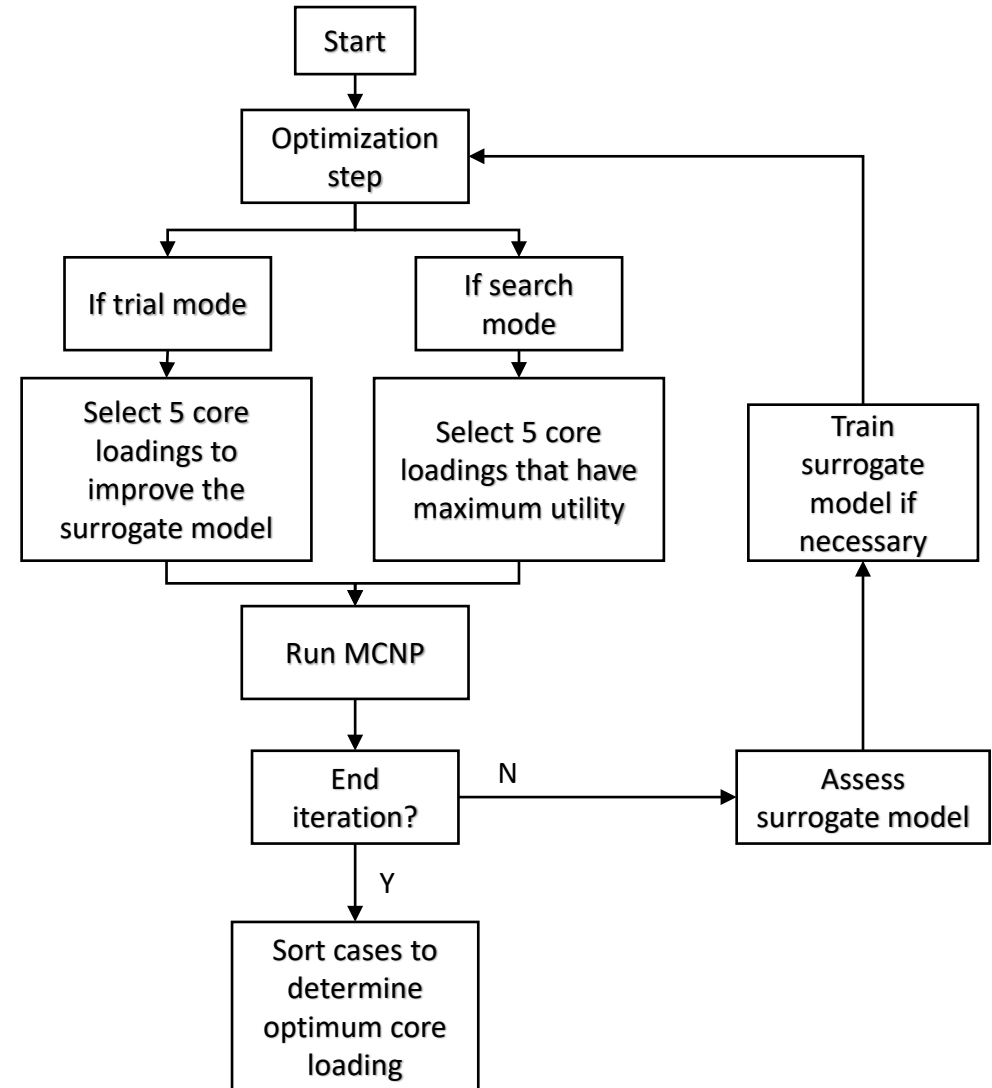 Start
Optimization
step
If trial mode
If search
mode
Select 5 core
loadings to
improve the
surrogate model
Select 5 core
loadings that have
maximum utility
Train
surrogate
model if
necessary
Run MCNP
End
iteration?
N
Assess
surrogate model
Y
Sort cases to
determine
optimum core
loading